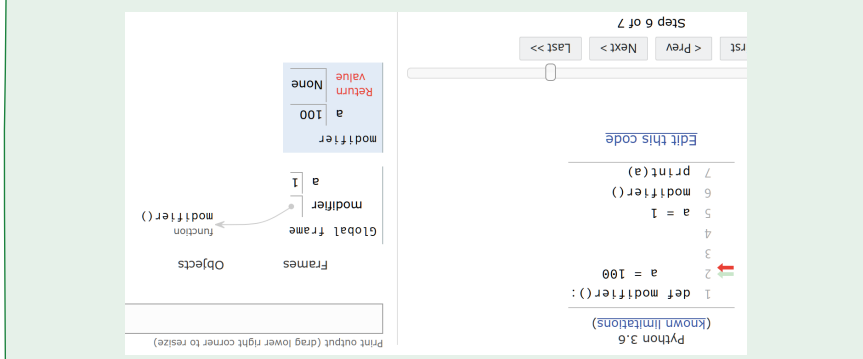 Python 3.6
(known limitations)
1 def modifier():
2     a = 100
3
4
5 a = 1
6 modifier()
7 print(a)
Edit this code
rst
< Prev
Next >
Last >>
Step 6 of 7
Print output (drag lower right corner to resize)
Frames
Objects
Global frame
modifier
a 1
function
modifier()
modifier
a 100
Return
value
None